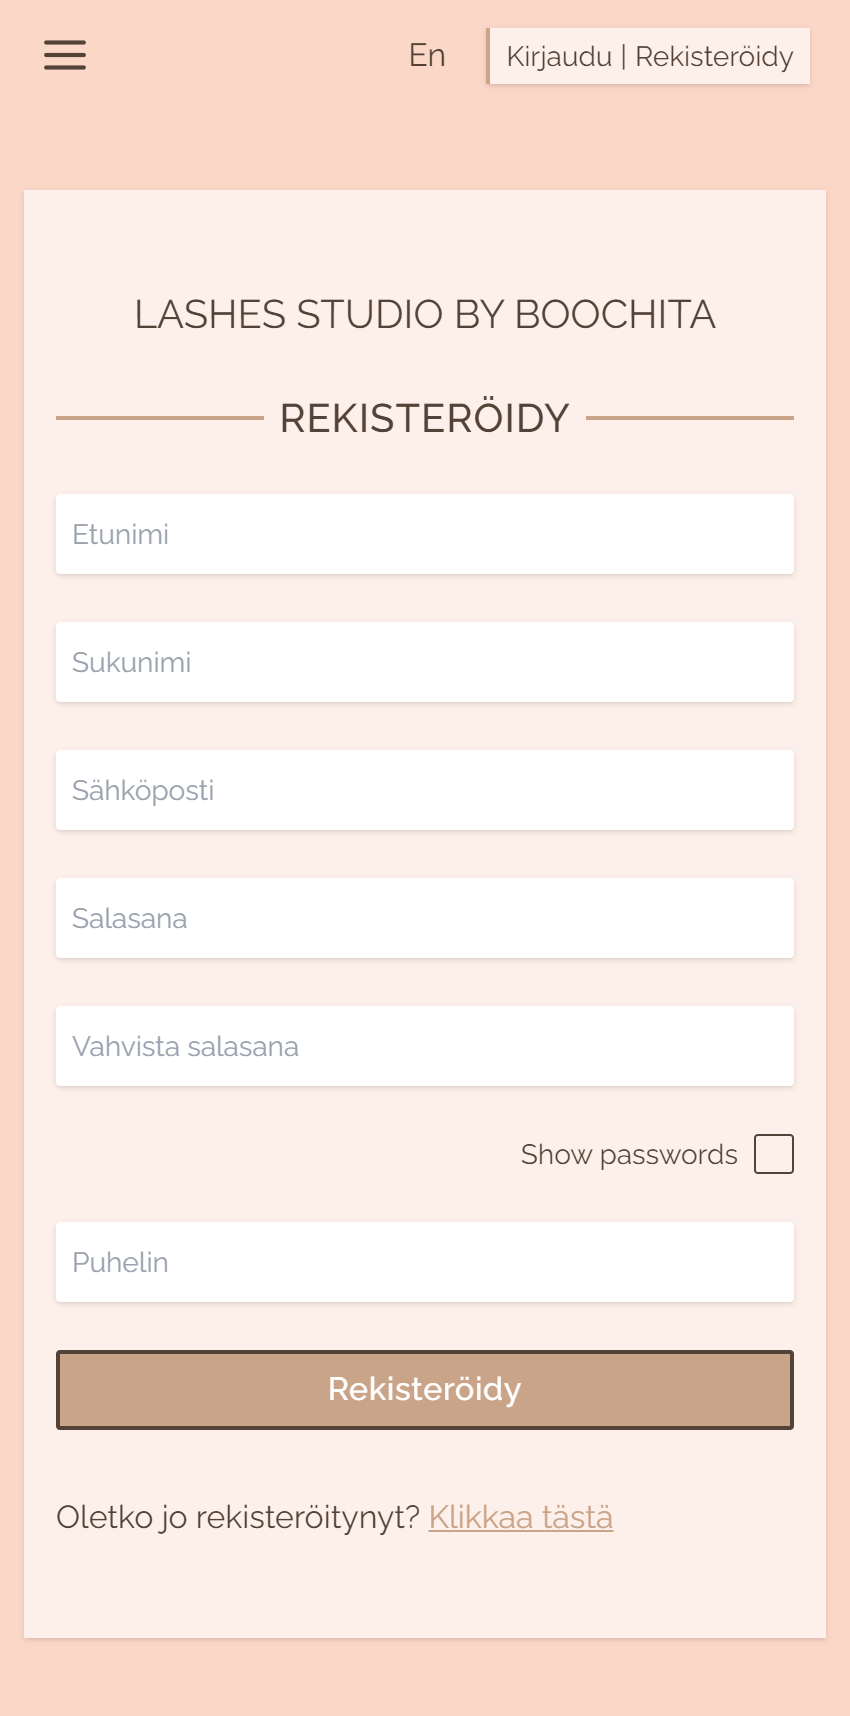 En
Kirjaudu | Rekisteröidy
LASHES STUDIO BY BOOCHITA
REKISTERÖIDY
Etunimi
Sukunimi
Sähköposti
Salasana
Vahvista salasana
Show passwords
Puhelin
Rekisteröidy
Oletko jo rekisteröitynyt? Klikkaa tästä